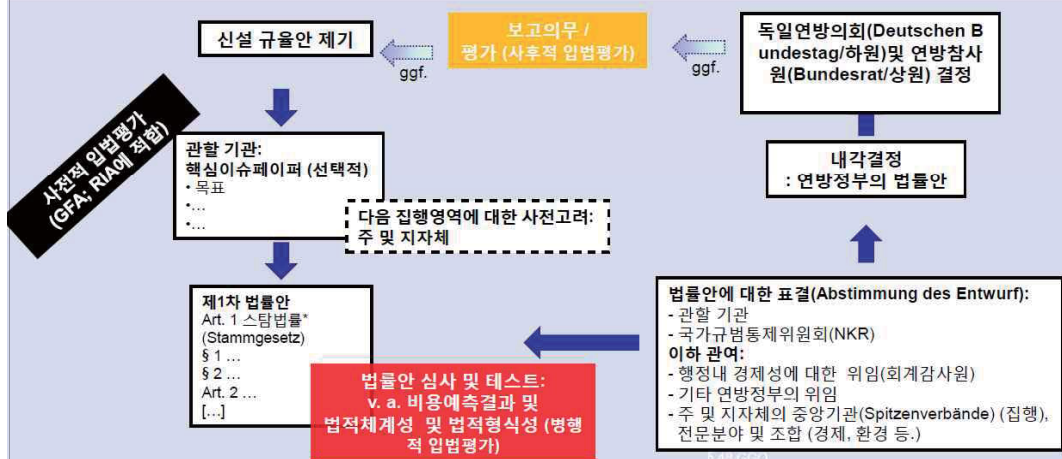 신설 규율안 제기
ggf.
보고의무 /
평가 (사후적 입법평가)
ggf.
독일연방의회(Deutschen B
undestag/하원)및 연방참사
원(Bundesrat/상원) 결정
사전적 입법평가
(GFA; RIA에 적합)
관할 기관:
핵심이슈페이퍼 (선택적)
• 목표
•…
•…
내각결정
: 연방정부의 법률안
다음 집행영역에 대한 사전고려:
주 및 지자체
제1차 법률안
Art. 1 스탐법률*
(Stammgesetz)
§ 1 …
§ 2 …
Art. 2 …
[…]
법률안 심사 및 테스트:
v. a. 비용예측결과 및
법적체계성 및 법적형식성 (병행
적 입법평가)
법률안에 대한 표결(Abstimmung des Entwurf):
- 관할 기관
- 국가규범통제위원회(NKR)
이하 관여:
- 행정내 경제성에 대한 위임(회계감사원)
- 기타 연방정부의 위임
- 주 및 지자체의 중앙기관(Spitzenverbände) (집행),
전문분야 및 조합 (경제, 환경 등.)